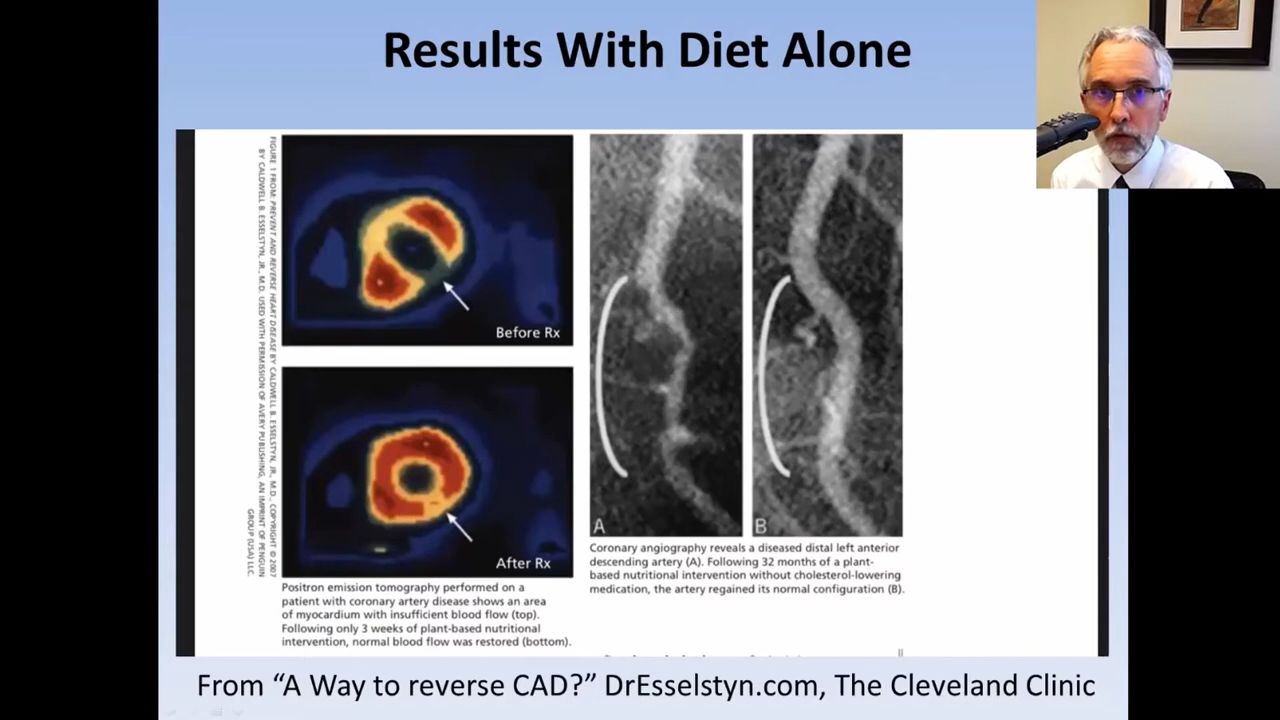 Results With Diet Alone
FIGURE 1 FROM: PREVENT AND REVERSE HEART DISEASE BY CALDWELL B. ESSELSTYN, JR., M.D., COPYRIGHT © 2007
BY CALDWELL B. ESSELSTYN, JR., M.D. USED WITH PERMISSION OF AVERY PUBLISHING, AN IMPRINT OF PENGUIN
GROUP (USA) LLC.
Before Rx
After Rx
Positron emission tomography performed on a
patient with coronary artery disease shows an area
of myocardium with insufficient blood flow (top).
Following only 3 weeks of plant-based nutritional
intervention, normal blood flow was restored (bottom).
A
B
Coronary angiography reveals a diseased distal left anterior
descending artery (A). Following 32 months of a plant-
based nutritional intervention without cholesterol-lowering
medication, the artery regained its normal configuration (B).
From “A Way to reverse CAD?” DrEsselstyn.com, The Cleveland Clinic